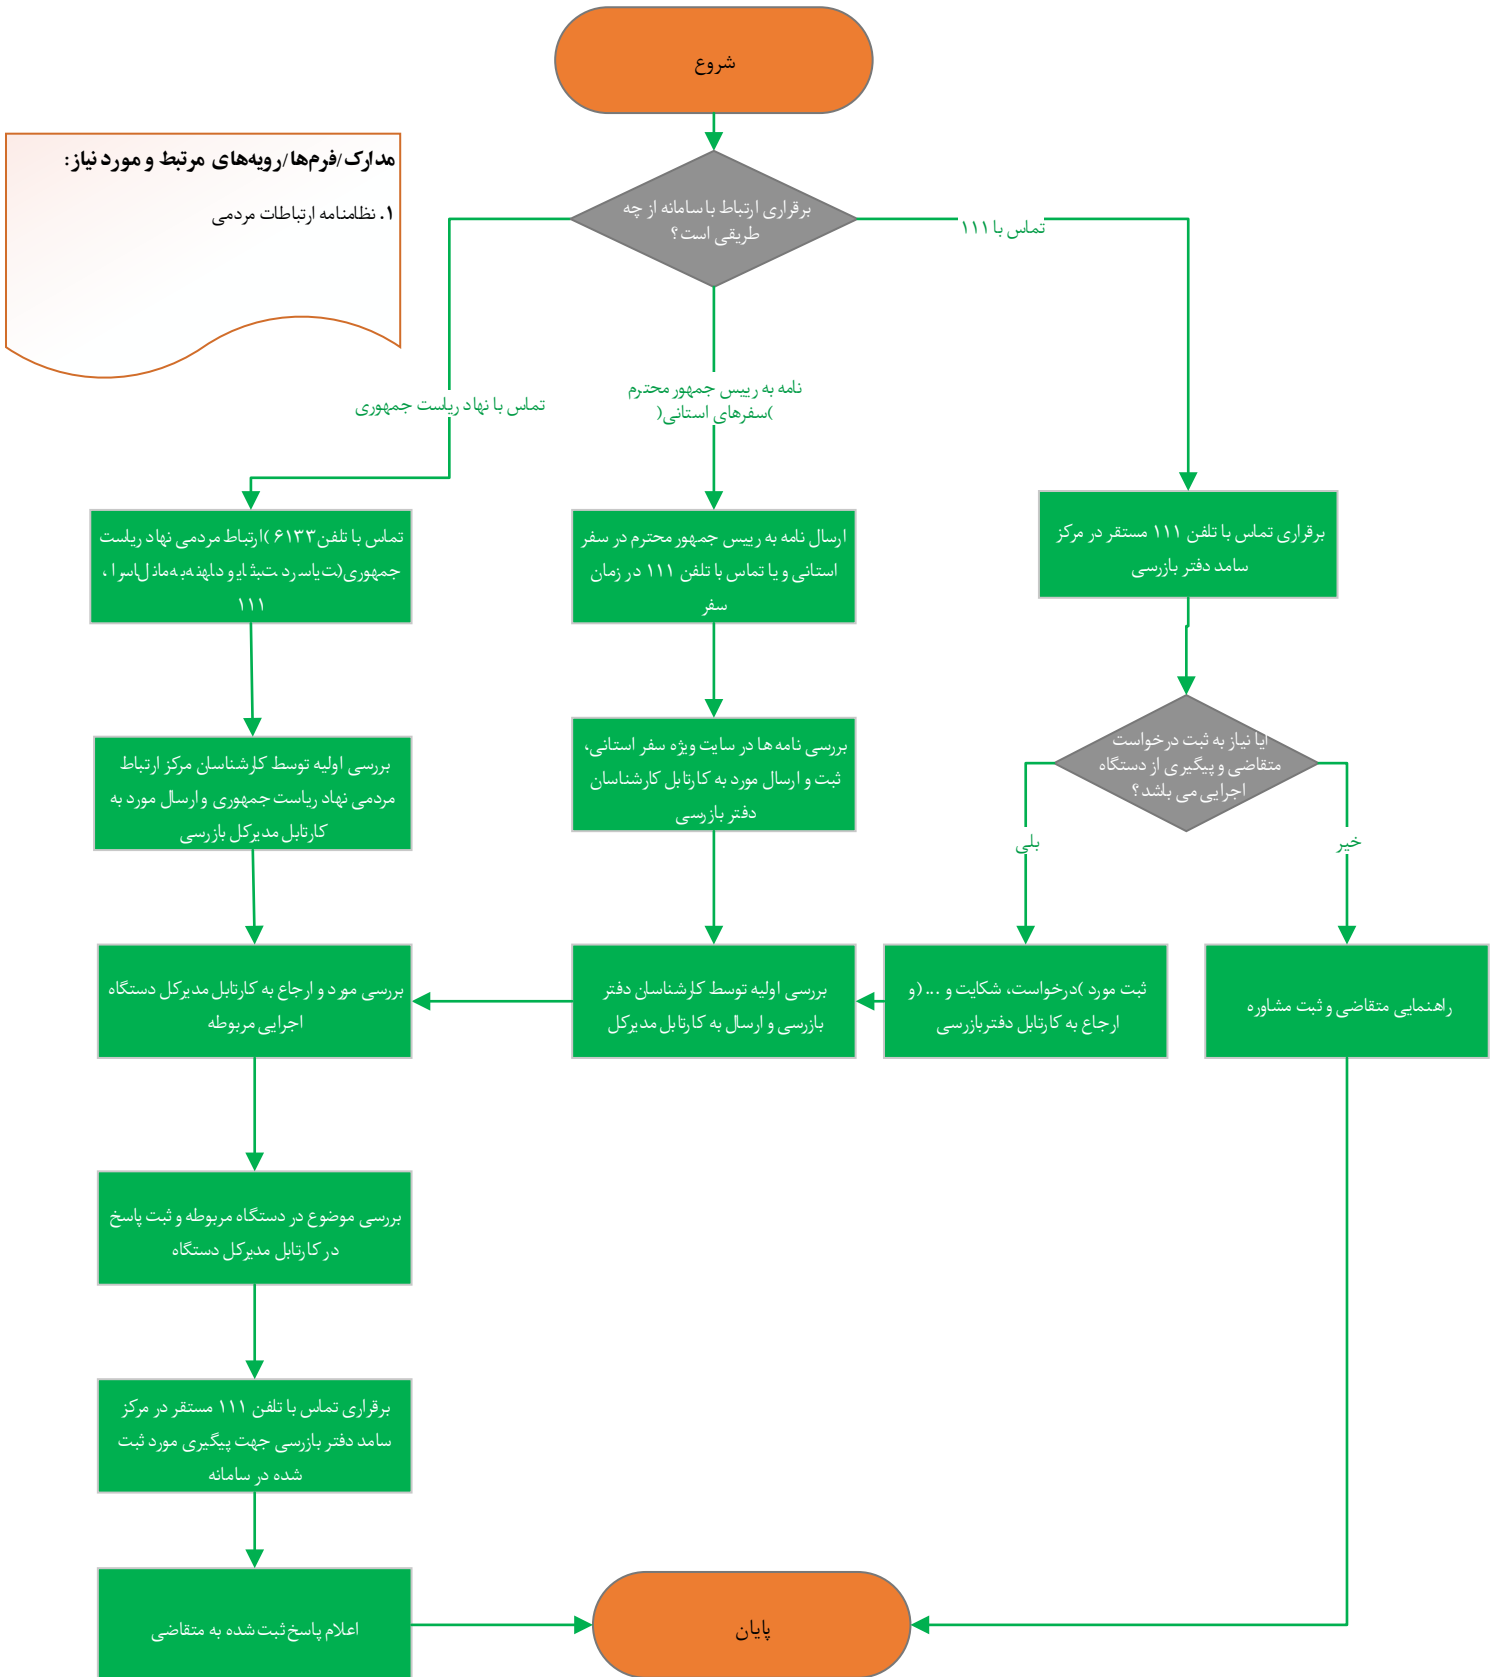 شروع
مدارک/فرم‌ها/رویه‌های مرتبط و مورد نیاز:
۱. نظامنامه ارتباطات مردمی
برقراری ارتباط با سامانه از چه
طریقی است؟
تماس با ۱۱۱
نامه به رییس جمهور محترم
)سفرهای استانی(
تماس با نهاد ریاست جمهوری
برقراری تماس با تلفن ۱۱۱ مستقر در مرکز
سامد دفتر بازرسی
ارسال نامه به رییس جمهور محترم در سفر
استانی و یا تماس با تلفن ۱۱۱ در زمان
سفر
تماس با تلفن۶۱۳۳ )ارتباط مردمی نهاد ریاست
جمهوری(
۱۱۱
ایا نیاز به ثبت درخواست
متقاضی و پیگیری از دستگاه
اجرایی می باشد؟
بلی
خیر
بررسی نامه ها در سایت ویژه سفر استانی،
ثبت و ارسال مورد به کارتابل کارشناسان
دفتر بازرسی
بررسی اولیه توسط کارشناسان مرکز ارتباط
مردمی نهاد ریاست جمهوری و ارسال مورد به
کارتابل مدیرکل بازرسی
راهنمایی متقاضی و ثبت مشاوره
ثبت مورد )درخواست، شکایت و ... (و
ارجاع به کارتابل دفتربازرسی
بررسی اولیه توسط کارشناسان دفتر
بازرسی و ارسال به کارتابل مدیرکل
بررسی مورد و ارجاع به کارتابل مدیرکل دستگاه
اجرایی مربوطه
بررسی موضوع در دستگاه مربوطه و ثبت پاسخ
در کارتابل مدیرکل دستگاه
برقراری تماس با تلفن ۱۱۱ مستقر در مرکز
سامد دفتر بازرسی جهت پیگیری مورد ثبت
شده در سامانه
اعلام پاسخ ثبت شده به متقاضی
پایان